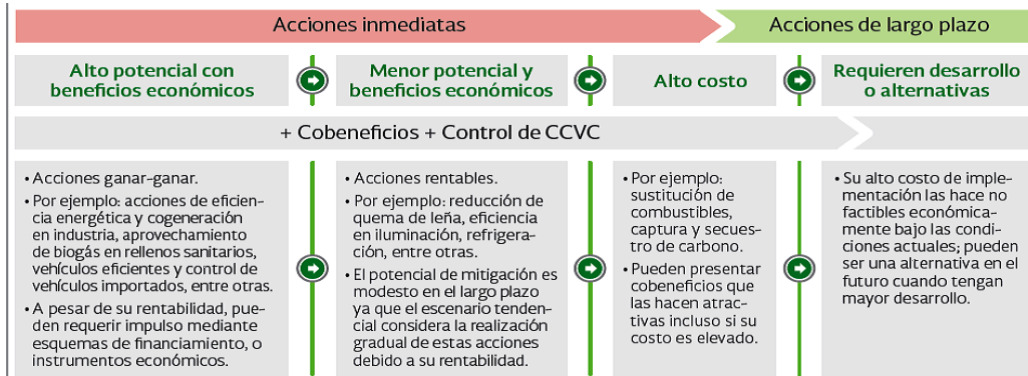 Acciones inmediatas
Acciones de largo plazo
Alto potencial con
beneficios económicos
Menor potencial y
beneficios económicos
Alto costo
Requieren desarrollo
o alternativas
+ Cobeneficios + Control de CCVC
• Acciones ganar-ganar.
• Por ejemplo: acciones de eficien-
cia energética y cogeneración
en industria, aprovechamiento
de biogás en rellenos sanitarios,
vehículos eficientes y control de
vehículos importados, entre otras.
• A pesar de su rentabilidad, pue-
den requerir impulso mediante
esquemas de financiamiento, o
instrumentos económicos.
• Acciones rentables.
• Por ejemplo: reducción de
quema de leña, eficiencia
en iluminación, refrigera-
ción, entre otras.
• El potencial de mitigación es
modesto en el largo plazo
ya que el escenario tenden-
cial considera la realización
gradual de estas acciones
debido a su rentabilidad.
• Por ejemplo:
sustitución de
combustibles,
captura y secues-
tro de carbono.
• Pueden presentar
cobeneficios que
las hacen atrac-
tivas incluso si su
costo es elevado.
• Su alto costo de imple-
mentación las hace no
factibles económica-
mente bajo las condi-
ciones actuales; pueden
ser una alternativa en el
futuro cuando tengan
mayor desarrollo.